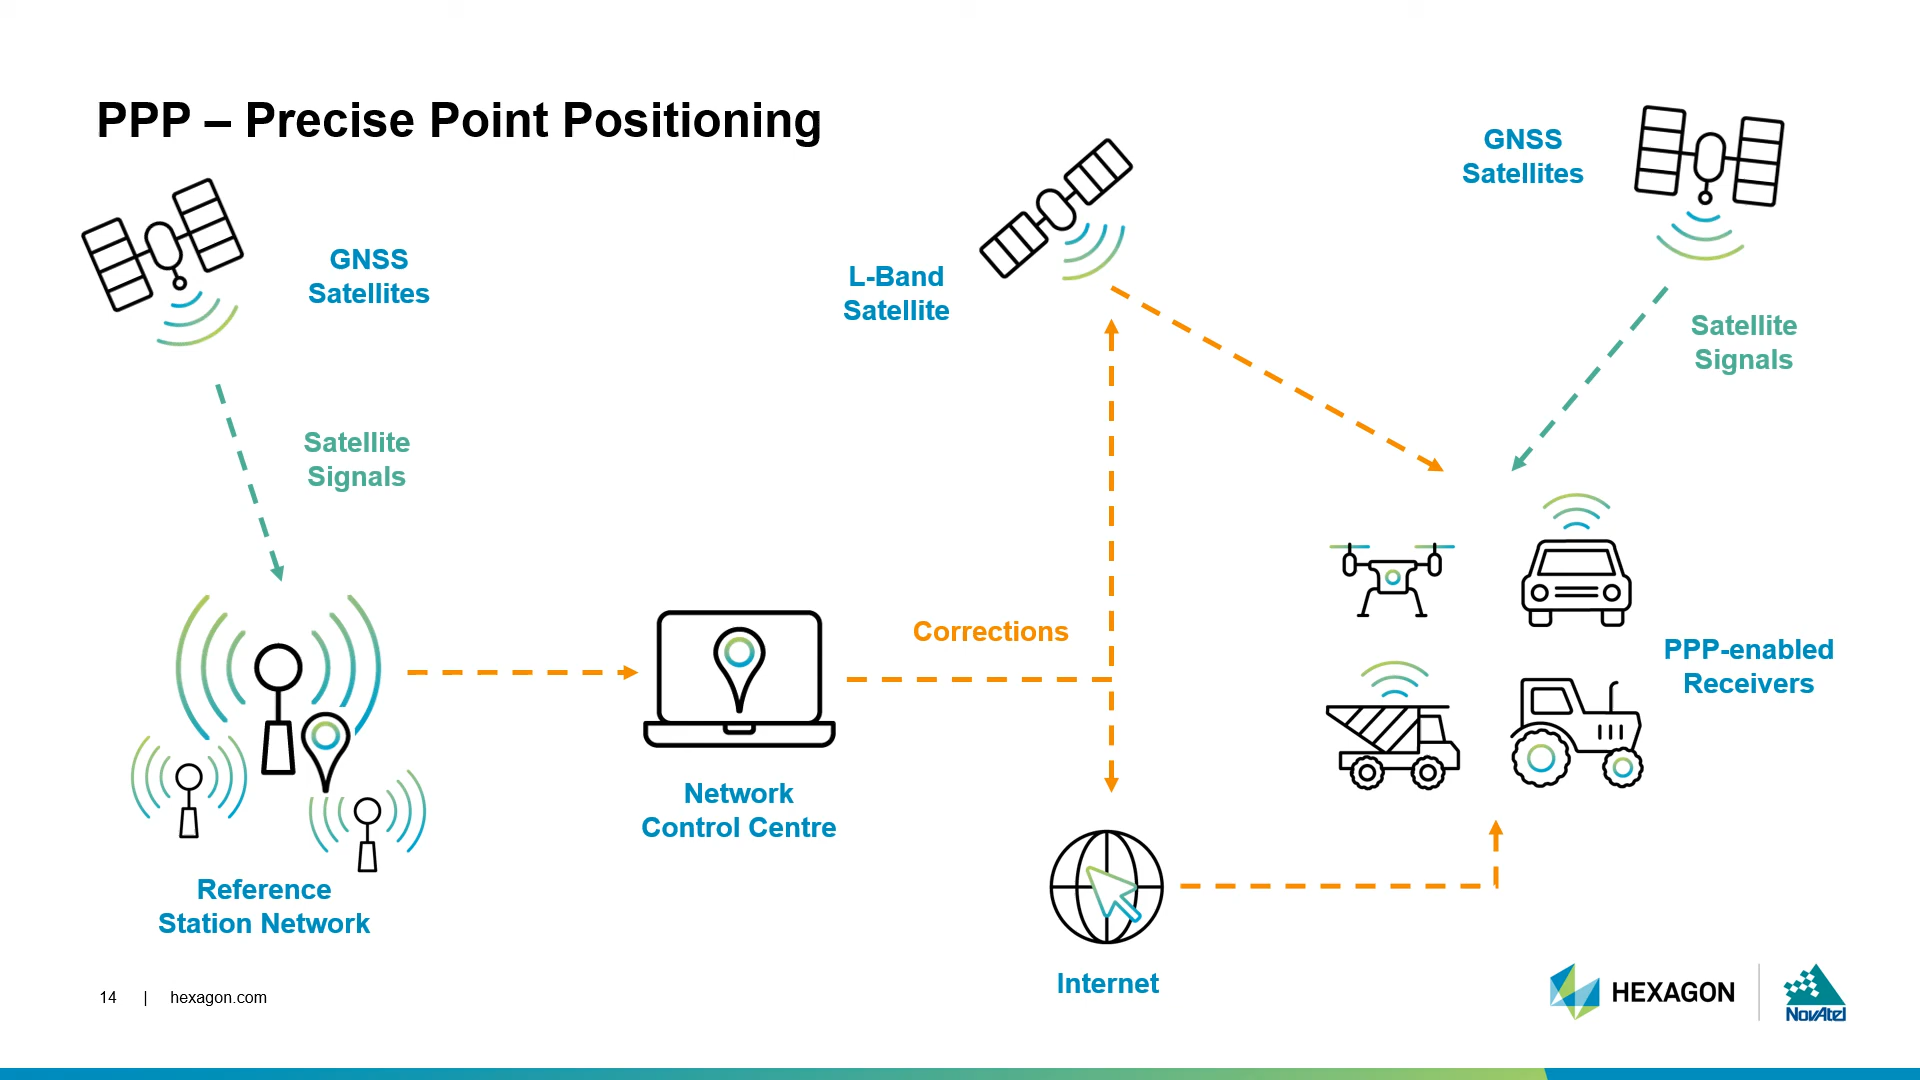 PPP – Precise Point Positioning
GNSS
Satellites
Satellite
Signals
Reference
Station Network
Network
Control Centre
Corrections
L-Band
Satellite
Internet
GNSS
Satellites
Satellite
Signals
PPP-enabled
Receivers
14 | hexagon.com
HEXAGON
NovAtel